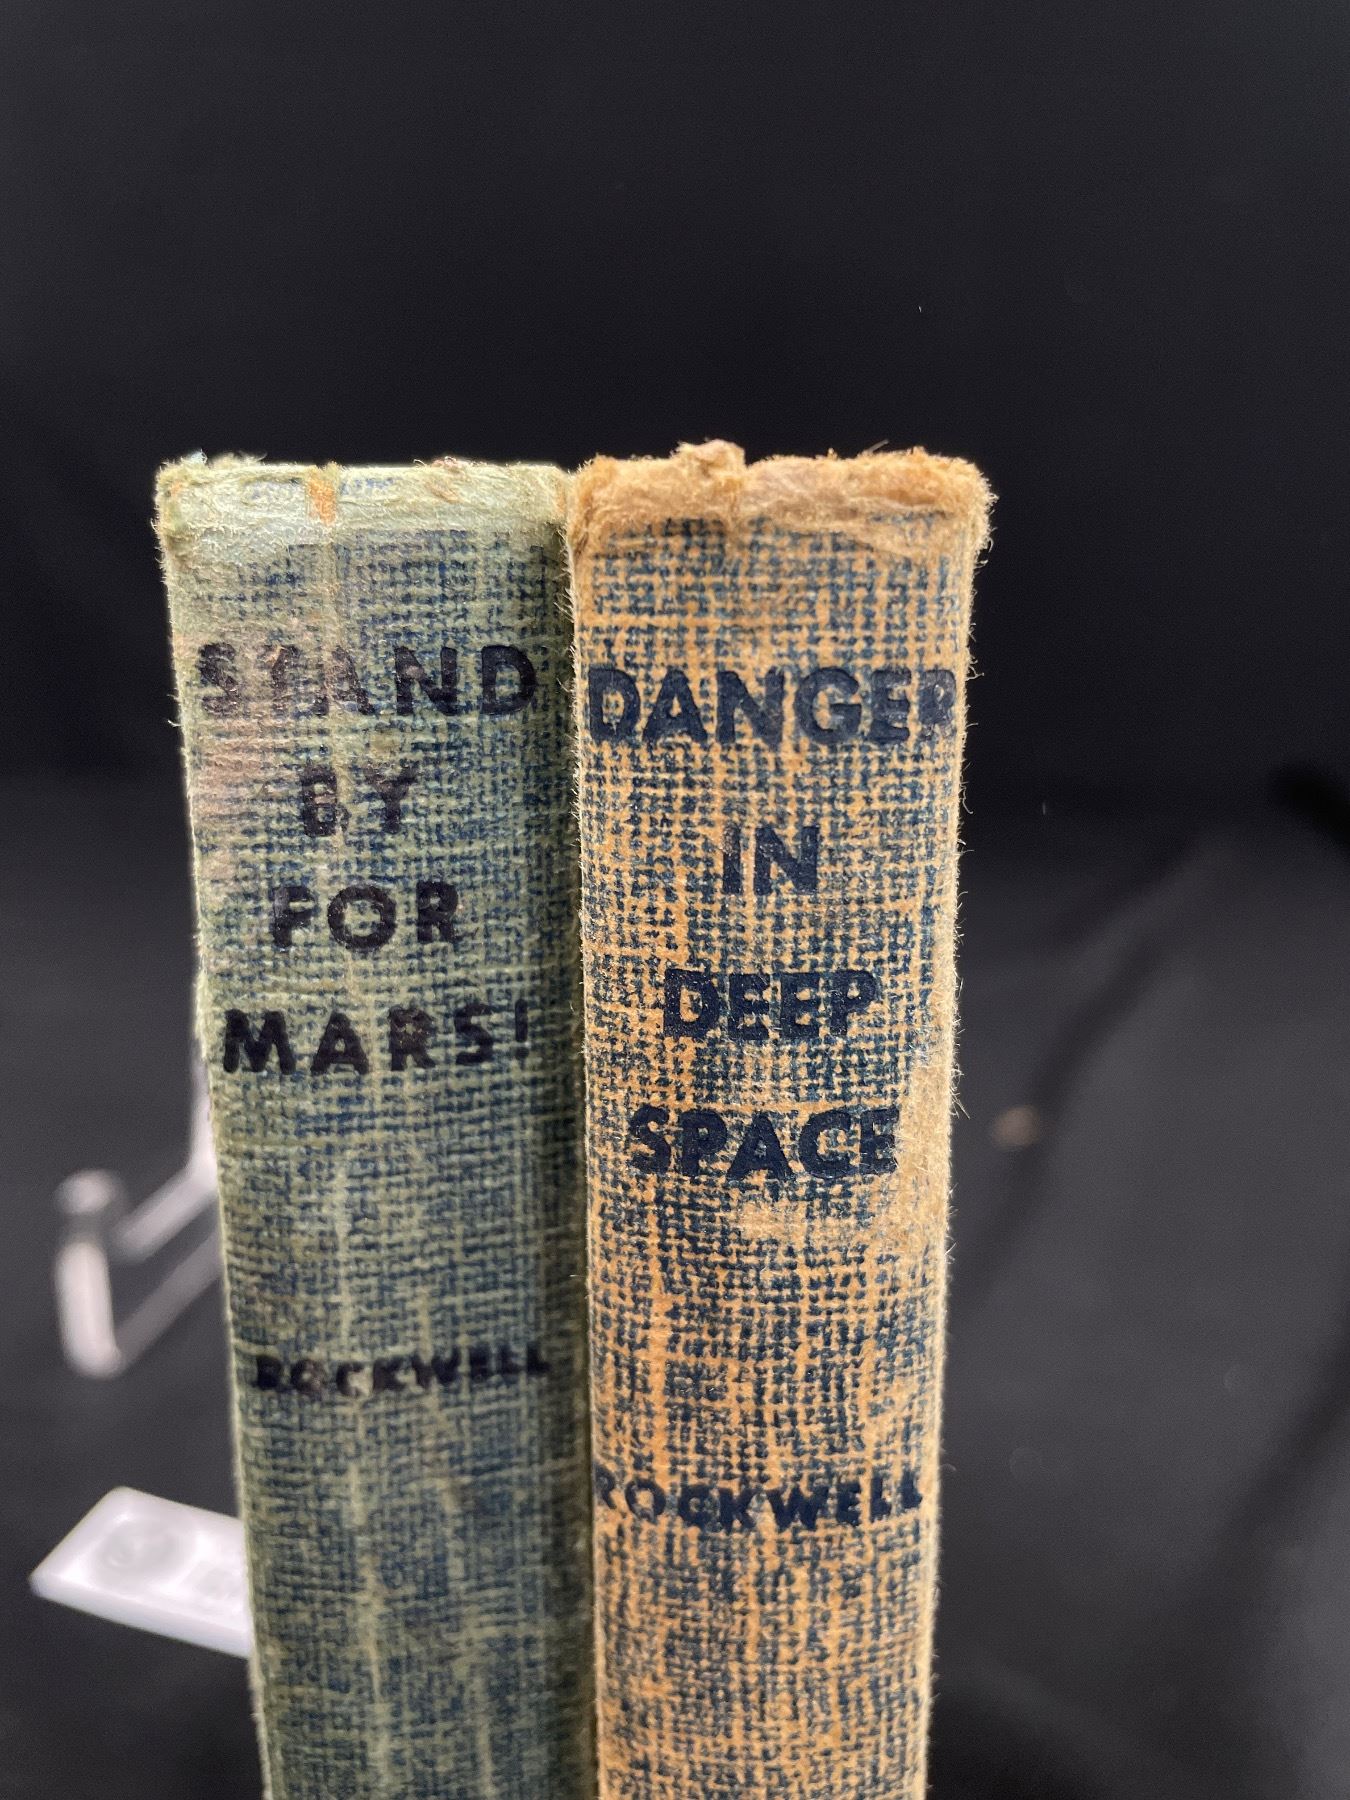 STAND
BY
FOR
MARS!
ROCKWELL
DANGER
IN
DEEP
SPACE
ROCKWELL